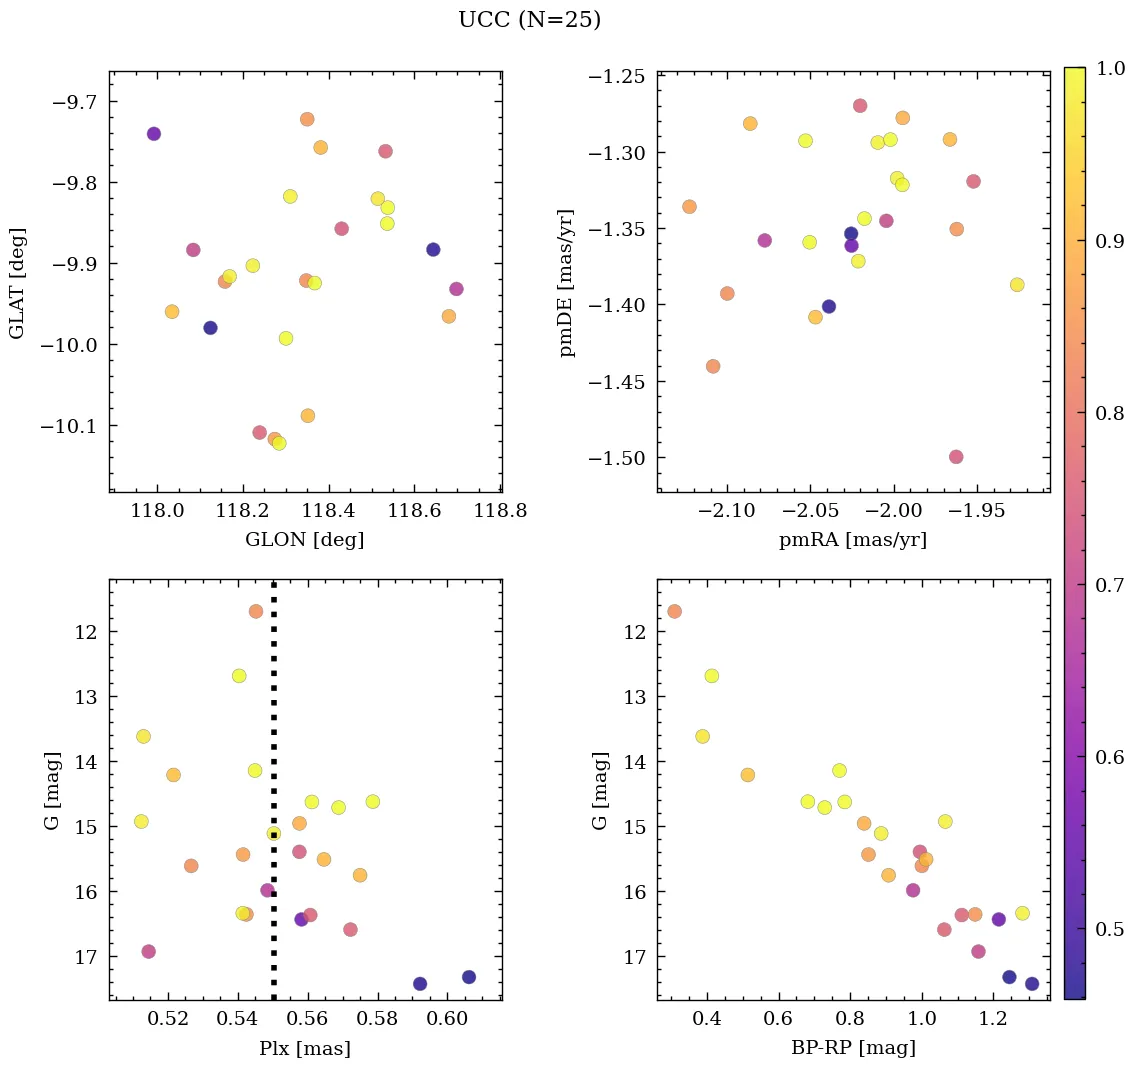 UCC (N=25)
−9.7
−9.8
−9.9
−10.0
−10.1
GLAT [deg]
118.0 118.2 118.4 118.6 118.8
GLON [deg]
−1.25
−1.30
−1.35
−1.40
−1.45
−1.50
pmDE [mas/yr]
−2.10 −2.05 −2.00 −1.95
pmRA [mas/yr]
12
13
14
15
16
17
G [mag]
0.52 0.54 0.56 0.58 0.60
Plx [mas]
12
13
14
15
16
17
G [mag]
0.4 0.6 0.8 1.0 1.2
BP-RP [mag]
1.0
0.9
0.8
0.7
0.6
0.5